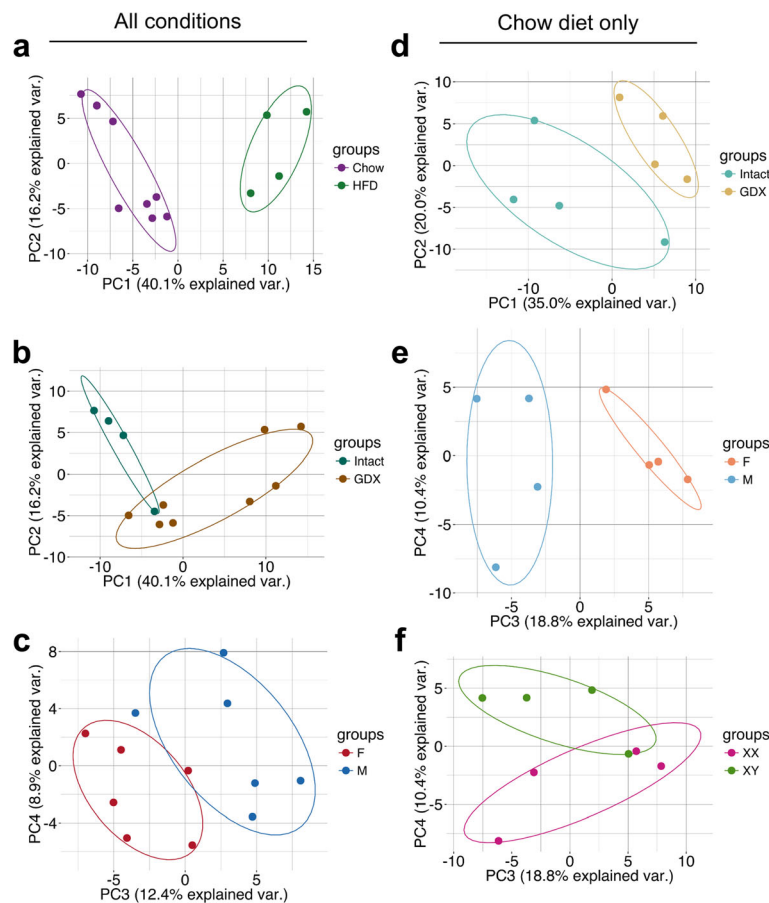 All conditions
Chow diet only
a
PC2 (16.2% explained var.)
5
0
-5
-10
-10
-5
0
5
10
15
PC1 (40.1% explained var.)
groups
Chow
HFD
d
PC2 (20.0% explained var.)
10
5
0
-5
-10
-10
0
10
PC1 (35.0% explained var.)
groups
Intact
GDX
b
PC2 (16.2% explained var.)
10
5
0
-5
-10
-10
0
10
PC1 (40.1% explained var.)
groups
Intact
GDX
e
PC4 (10.4% explained var.)
5
0
-5
-10
-5
0
5
PC3 (18.8% explained var.)
groups
F
M
c
PC4 (8.9% explained var.)
8
4
0
-4
-5
0
5
PC3 (12.4% explained var.)
groups
F
M
f
PC4 (10.4% explained var.)
5
0
-5
-10
-5
0
5
10
PC3 (18.8% explained var.)
groups
XX
XY